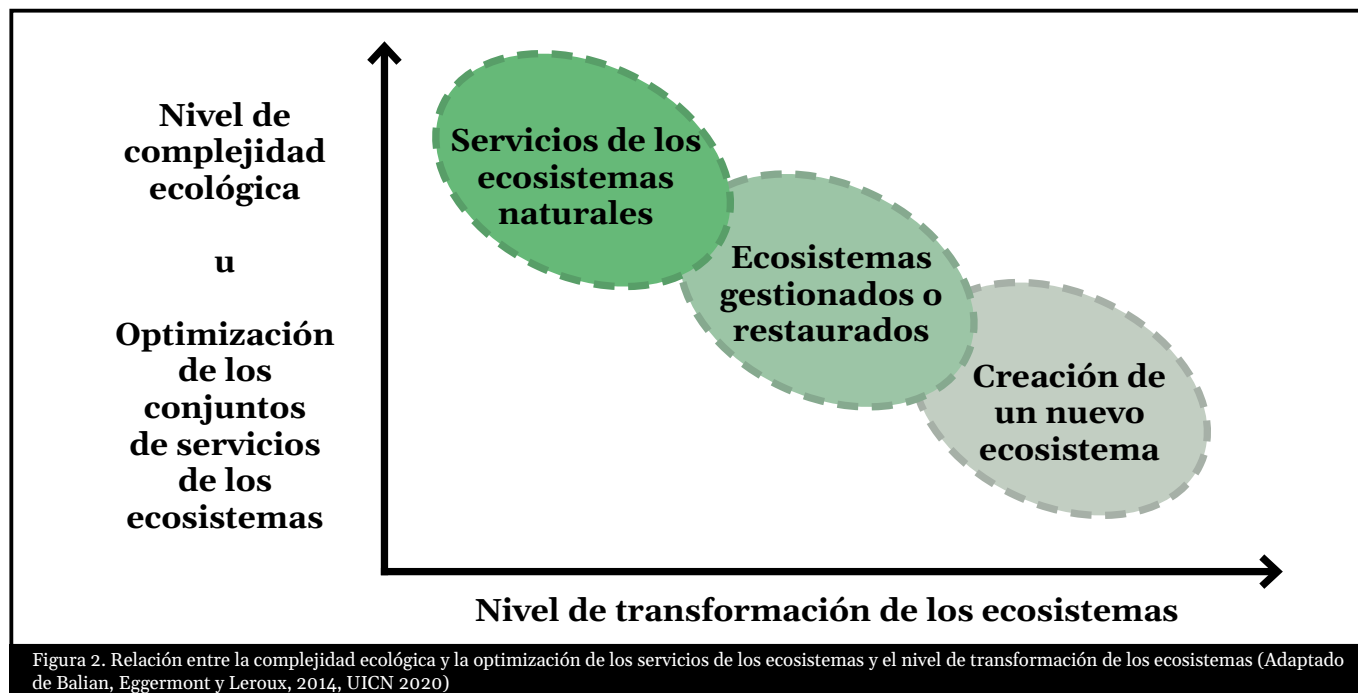 Nivel de
complejidad
ecológica
u
Optimización
de los
conjuntos
de servicios
de los
ecosistemas
Servicios de los
ecosistemas
naturales
Ecosistemas
gestionados o
restaurados
Creación de
un nuevo
ecosistema
Nivel de transformación de los ecosistemas
Figura 2. Relación entre la complejidad ecológica y la optimización de los servicios de los ecosistemas y el nivel de transformación de los ecosistemas (Adaptado
de Balian, Eggermont y Leroux, 2014, UICN 2020)